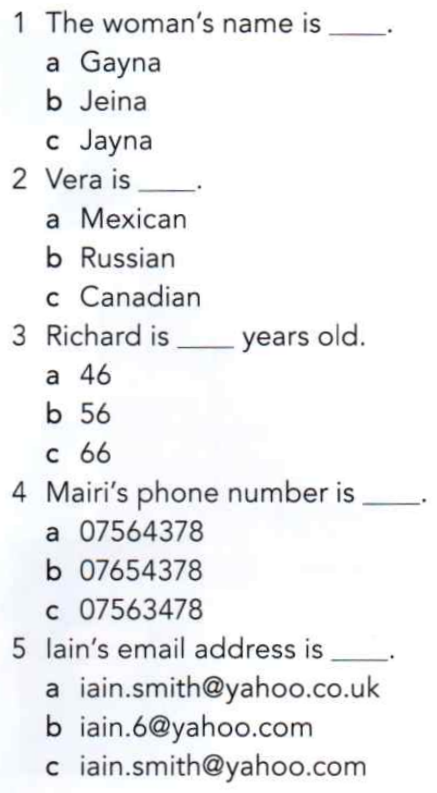 1 The woman's name is ____.
a Gayna
b Jeina
c Jayna
2 Vera is ____.
a Mexican
b Russian
c Canadian
3 Richard is ____ years old.
a 46
b 56
c 66
4 Mairi's phone number is ____.
a 07564378
b 07654378
c 07563478
5 Iain's email address is ____.
a iain.smith@yahoo.co.uk
b iain.6@yahoo.com
c iain.smith@yahoo.com